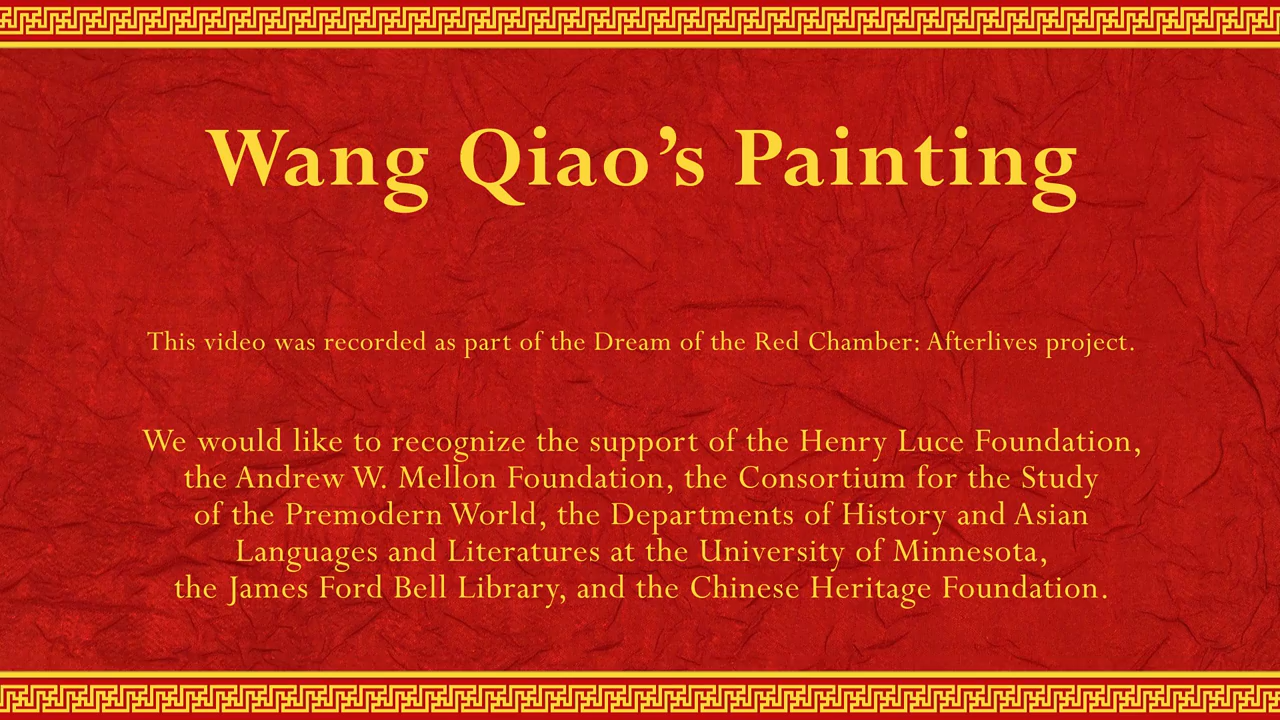 Wang Qiao’s Painting
This video was recorded as part of the Dream of the Red Chamber: Afterlives project.
We would like to recognize the support of the Henry Luce Foundation,
the Andrew W. Mellon Foundation, the Consortium for the Study
of the Premodern World, the Departments of History and Asian
Languages and Literatures at the University of Minnesota,
the James Ford Bell Library, and the Chinese Heritage Foundation.